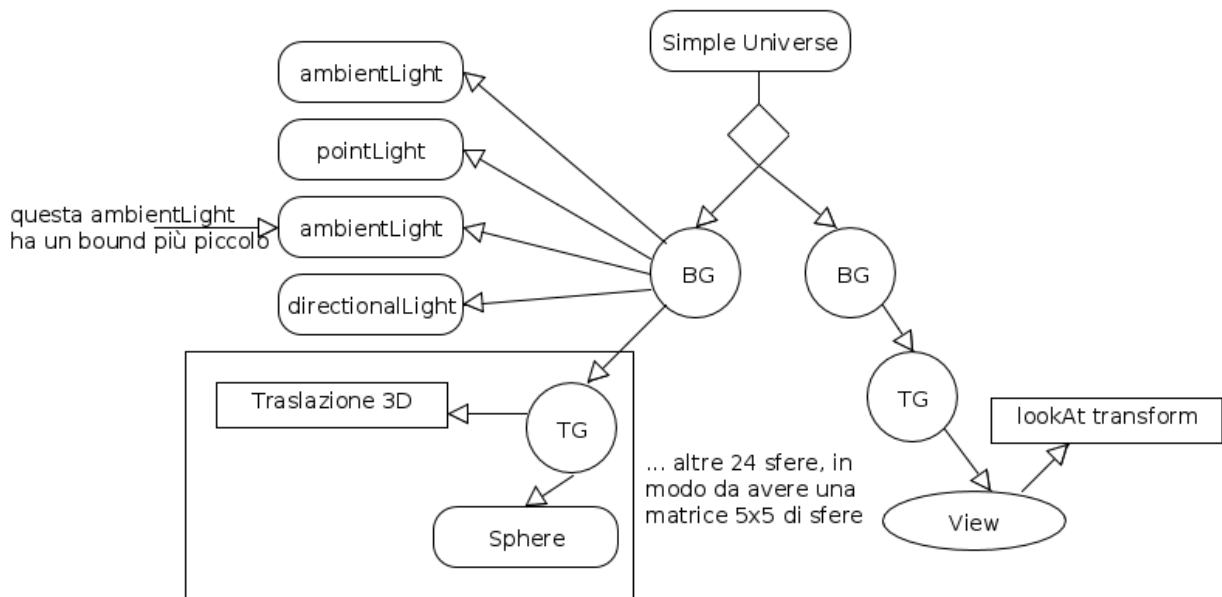 Simple Universe
ambientLight
pointLight
questa ambientLight
ha un bound più piccolo
ambientLight
directionalLight
BG
BG
Traslazione 3D
TG
TG
lookAt transform
... altre 24 sfere, in
modo da avere una
matrice 5x5 di sfere
Sphere
View